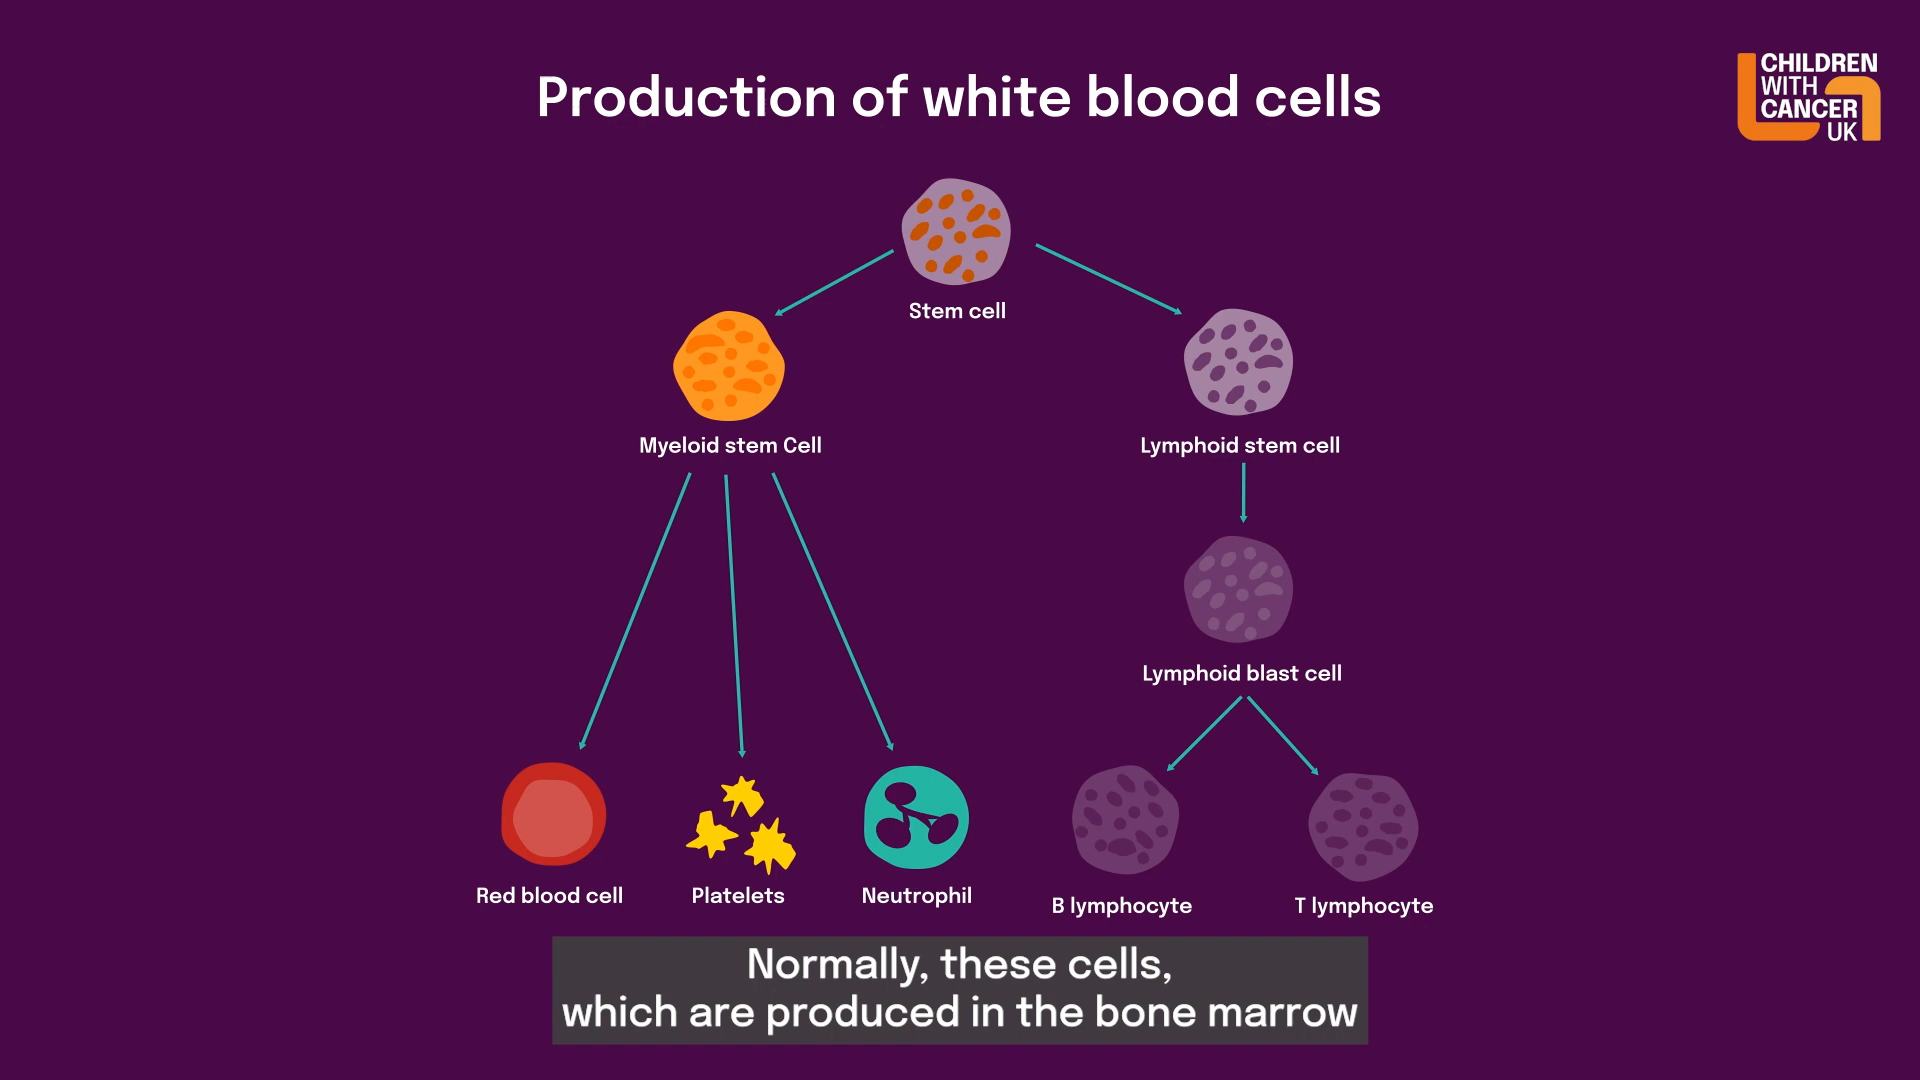 Production of white blood cells
CHILDREN
WITH
CANCER
UK
Stem cell
Myeloid stem Cell
Lymphoid stem cell
Lymphoid blast cell
Red blood cell
Platelets
Neutrophil
B lymphocyte
T lymphocyte
Normally, these cells,
which are produced in the bone marrow